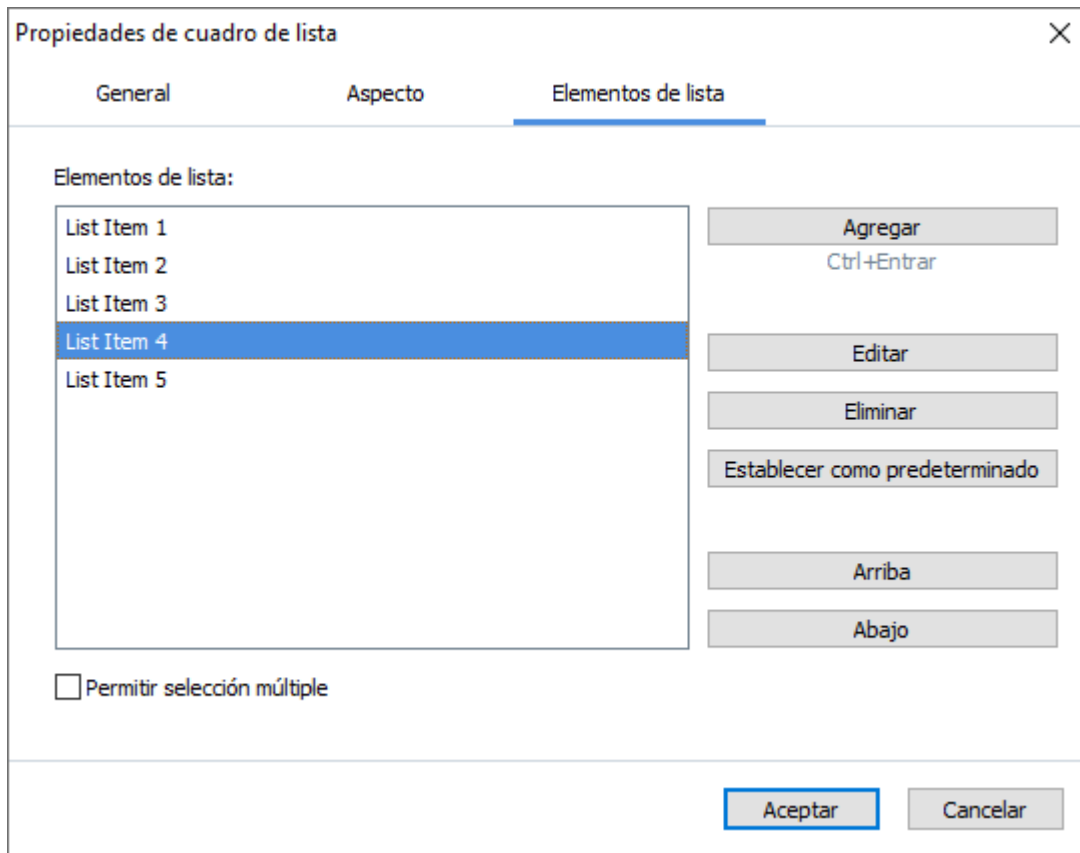 Propiedades de cuadro de lista
General Aspecto Elementos de lista
Elementos de lista:
List Item 1
List Item 2
List Item 3
List Item 4
List Item 5
Agregar
Ctrl+Entrar
Editar
Eliminar
Establecer como predeterminado
Arriba
Abajo
Permitir selección múltiple
Aceptar Cancelar